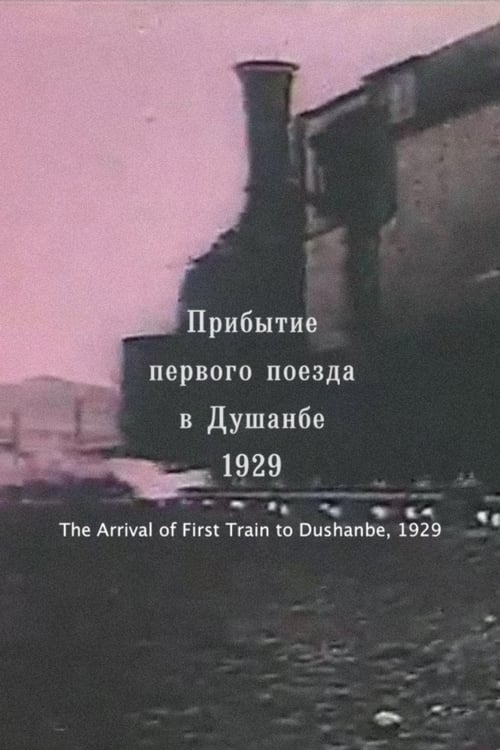 Прибытие
первого поезда
в Душанбе
1929
The Arrival of First Train to Dushanbe, 1929